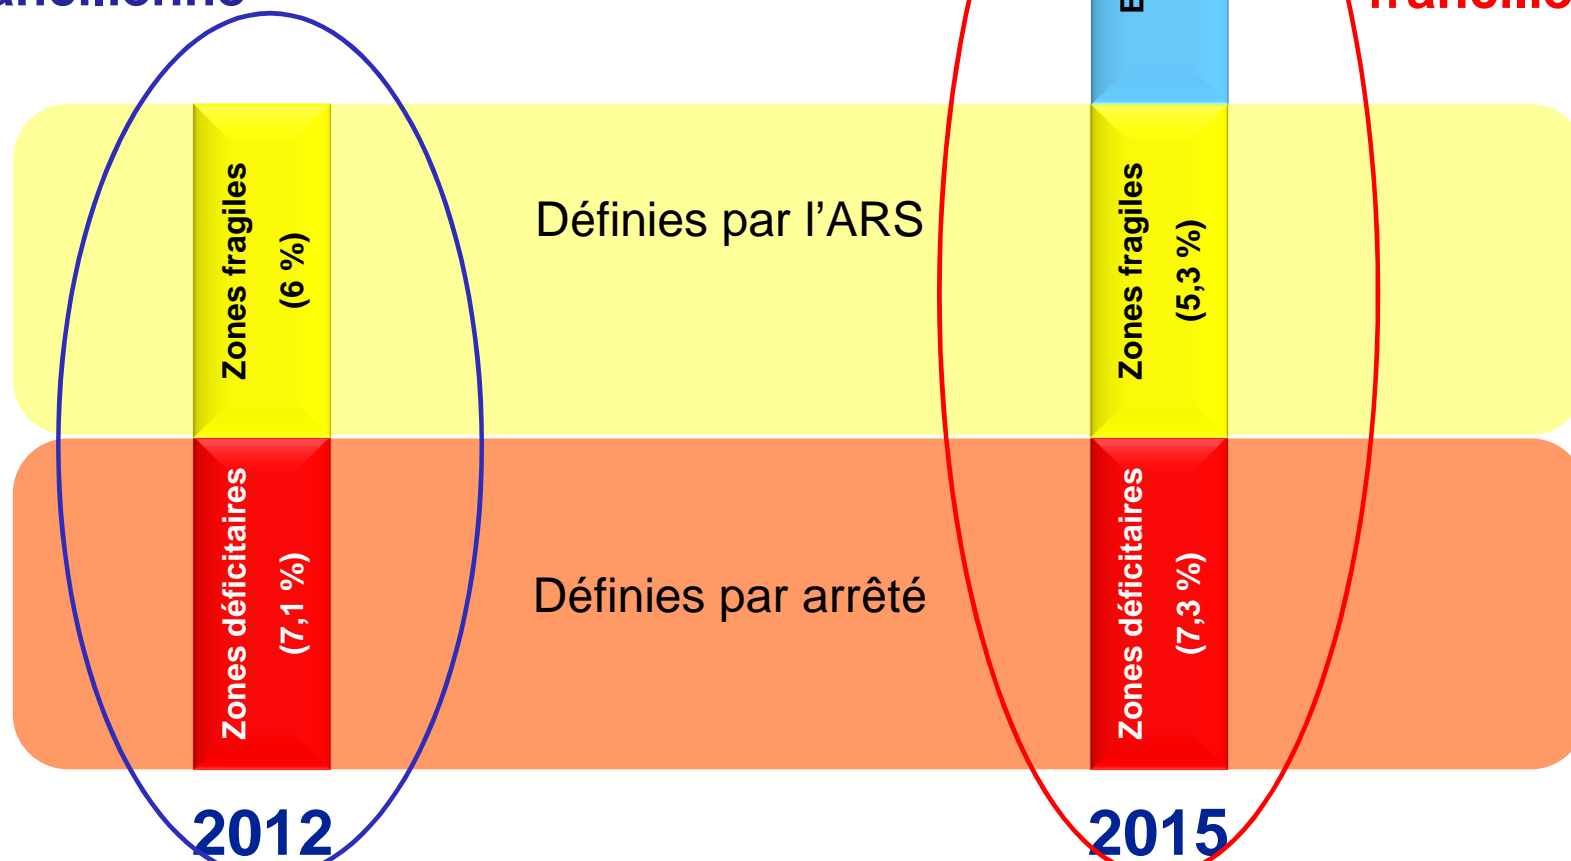 Zones fragiles
(6 %)
Définies par l’ARS
Zones fragiles
(5,3 %)
Zones déficitaires
(7,1 %)
Définies par arrêté
Zones déficitaires
(7,3 %)
2012
2015